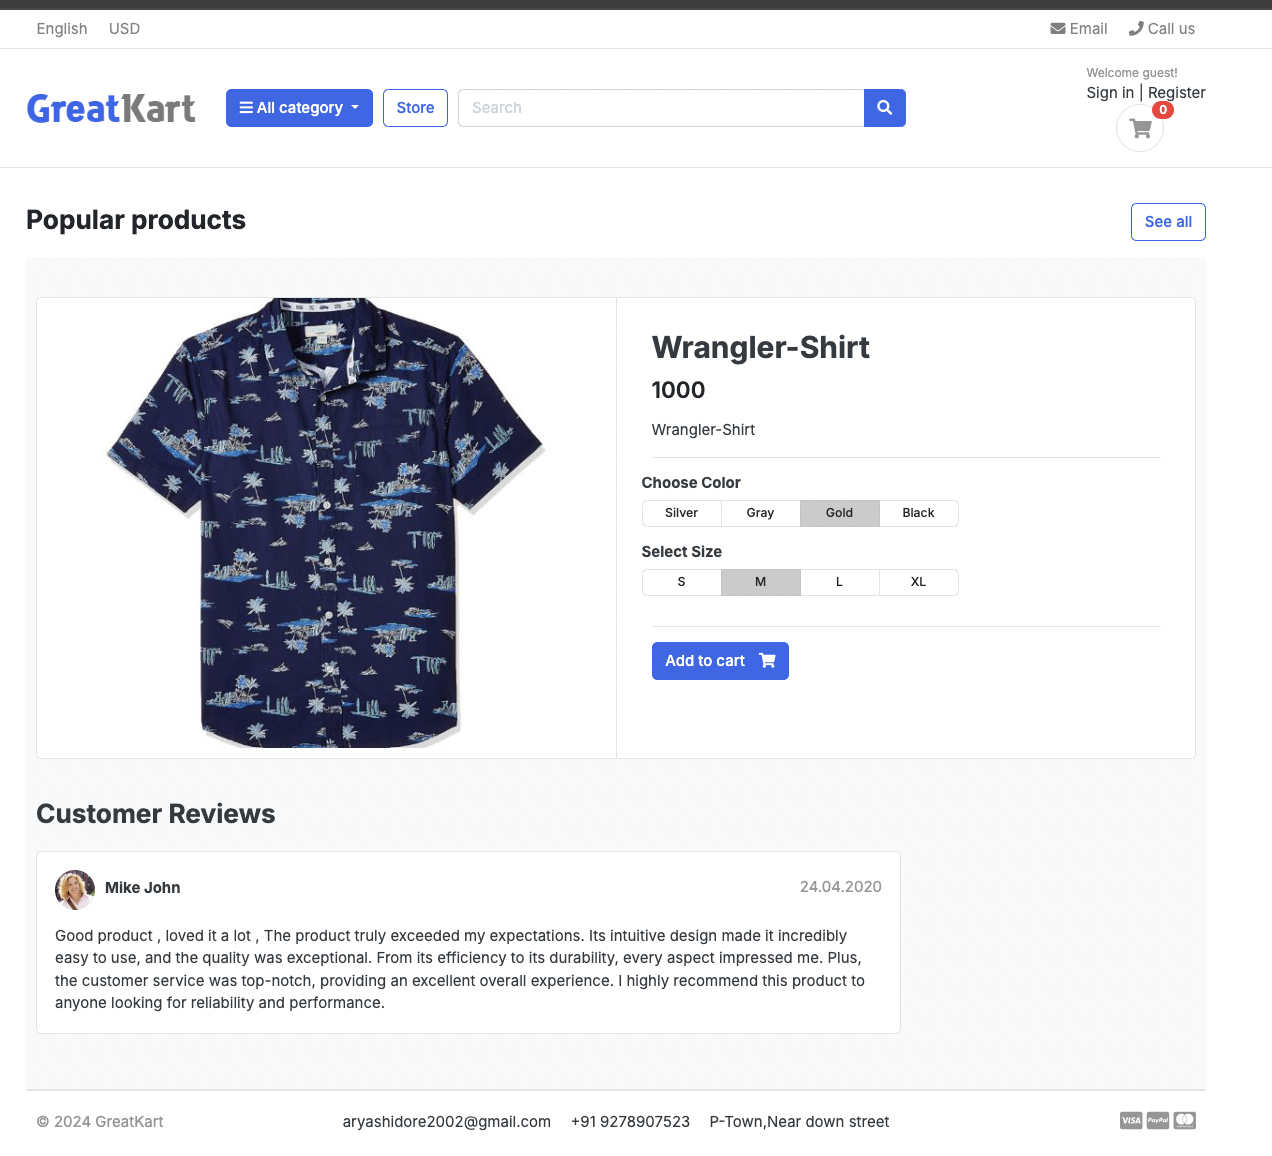 English USD
Email Call us
Welcome guest!
Sign in | Register
GreatKart
All category
Store
Search
0
Popular products
See all
Wrangler-Shirt
1000
Wrangler-Shirt
Choose Color
Silver Gray Gold Black
Select Size
S M L XL
Add to cart
Customer Reviews
Mike John
24.04.2020
Good product , loved it a lot , The product truly exceeded my expectations. Its intuitive design made it incredibly
easy to use, and the quality was exceptional. From its efficiency to its durability, every aspect impressed me. Plus,
the customer service was top-notch, providing an excellent overall experience. I highly recommend this product to
anyone looking for reliability and performance.
© 2024 GreatKart
aryashidore2002@gmail.com +91 9278907523 P-Town,Near down street
VISA PayPal